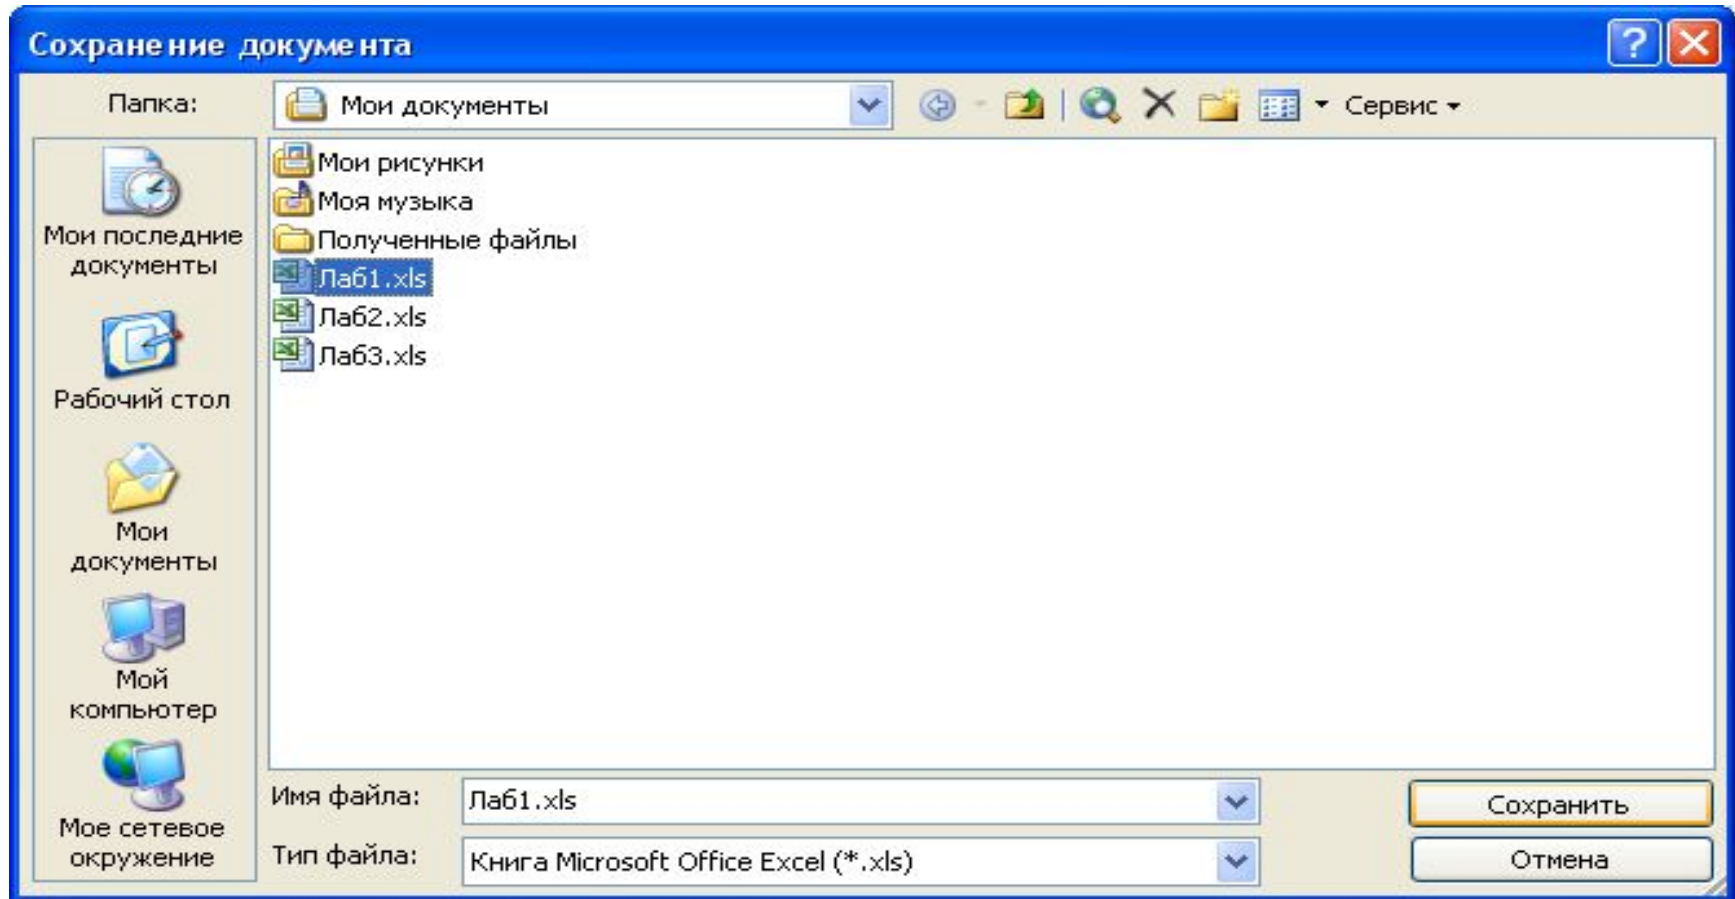 Сохранение документа
Папка: Мои документы Сервис
Мои последние
документы
Рабочий стол
Мои
документы
Мой
компьютер
Мое сетевое
окружение
Мои рисунки
Моя музыка
Полученные файлы
Лаб1.xls
Лаб2.xls
Лаб3.xls
Имя файла: Лаб1.xls Сохранить
Тип файла: Книга Microsoft Office Excel (*.xls) Отмена